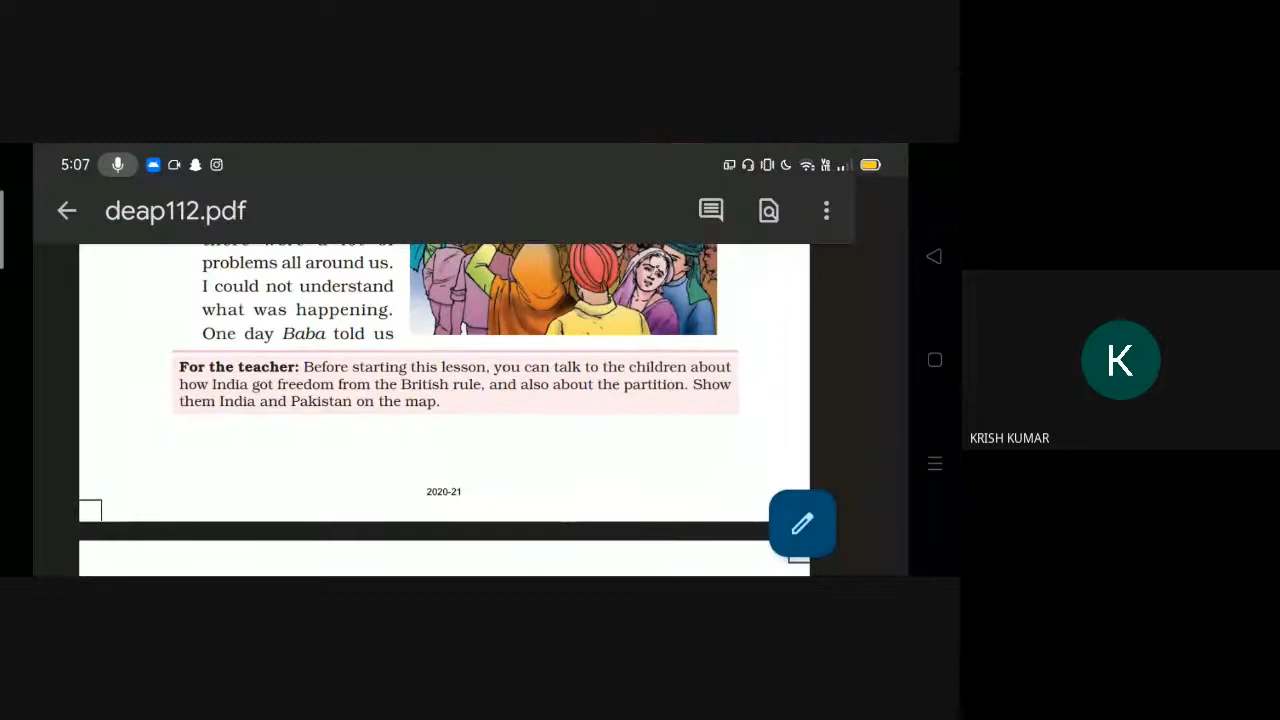 5:07
deap112.pdf
problems all around us.
I could not understand
what was happening.
One day Baba told us
For the teacher: Before starting this lesson, you can talk to the children about
how India got freedom from the British rule, and also about the partition. Show
them India and Pakistan on the map.
2020-21
K
KRISH KUMAR